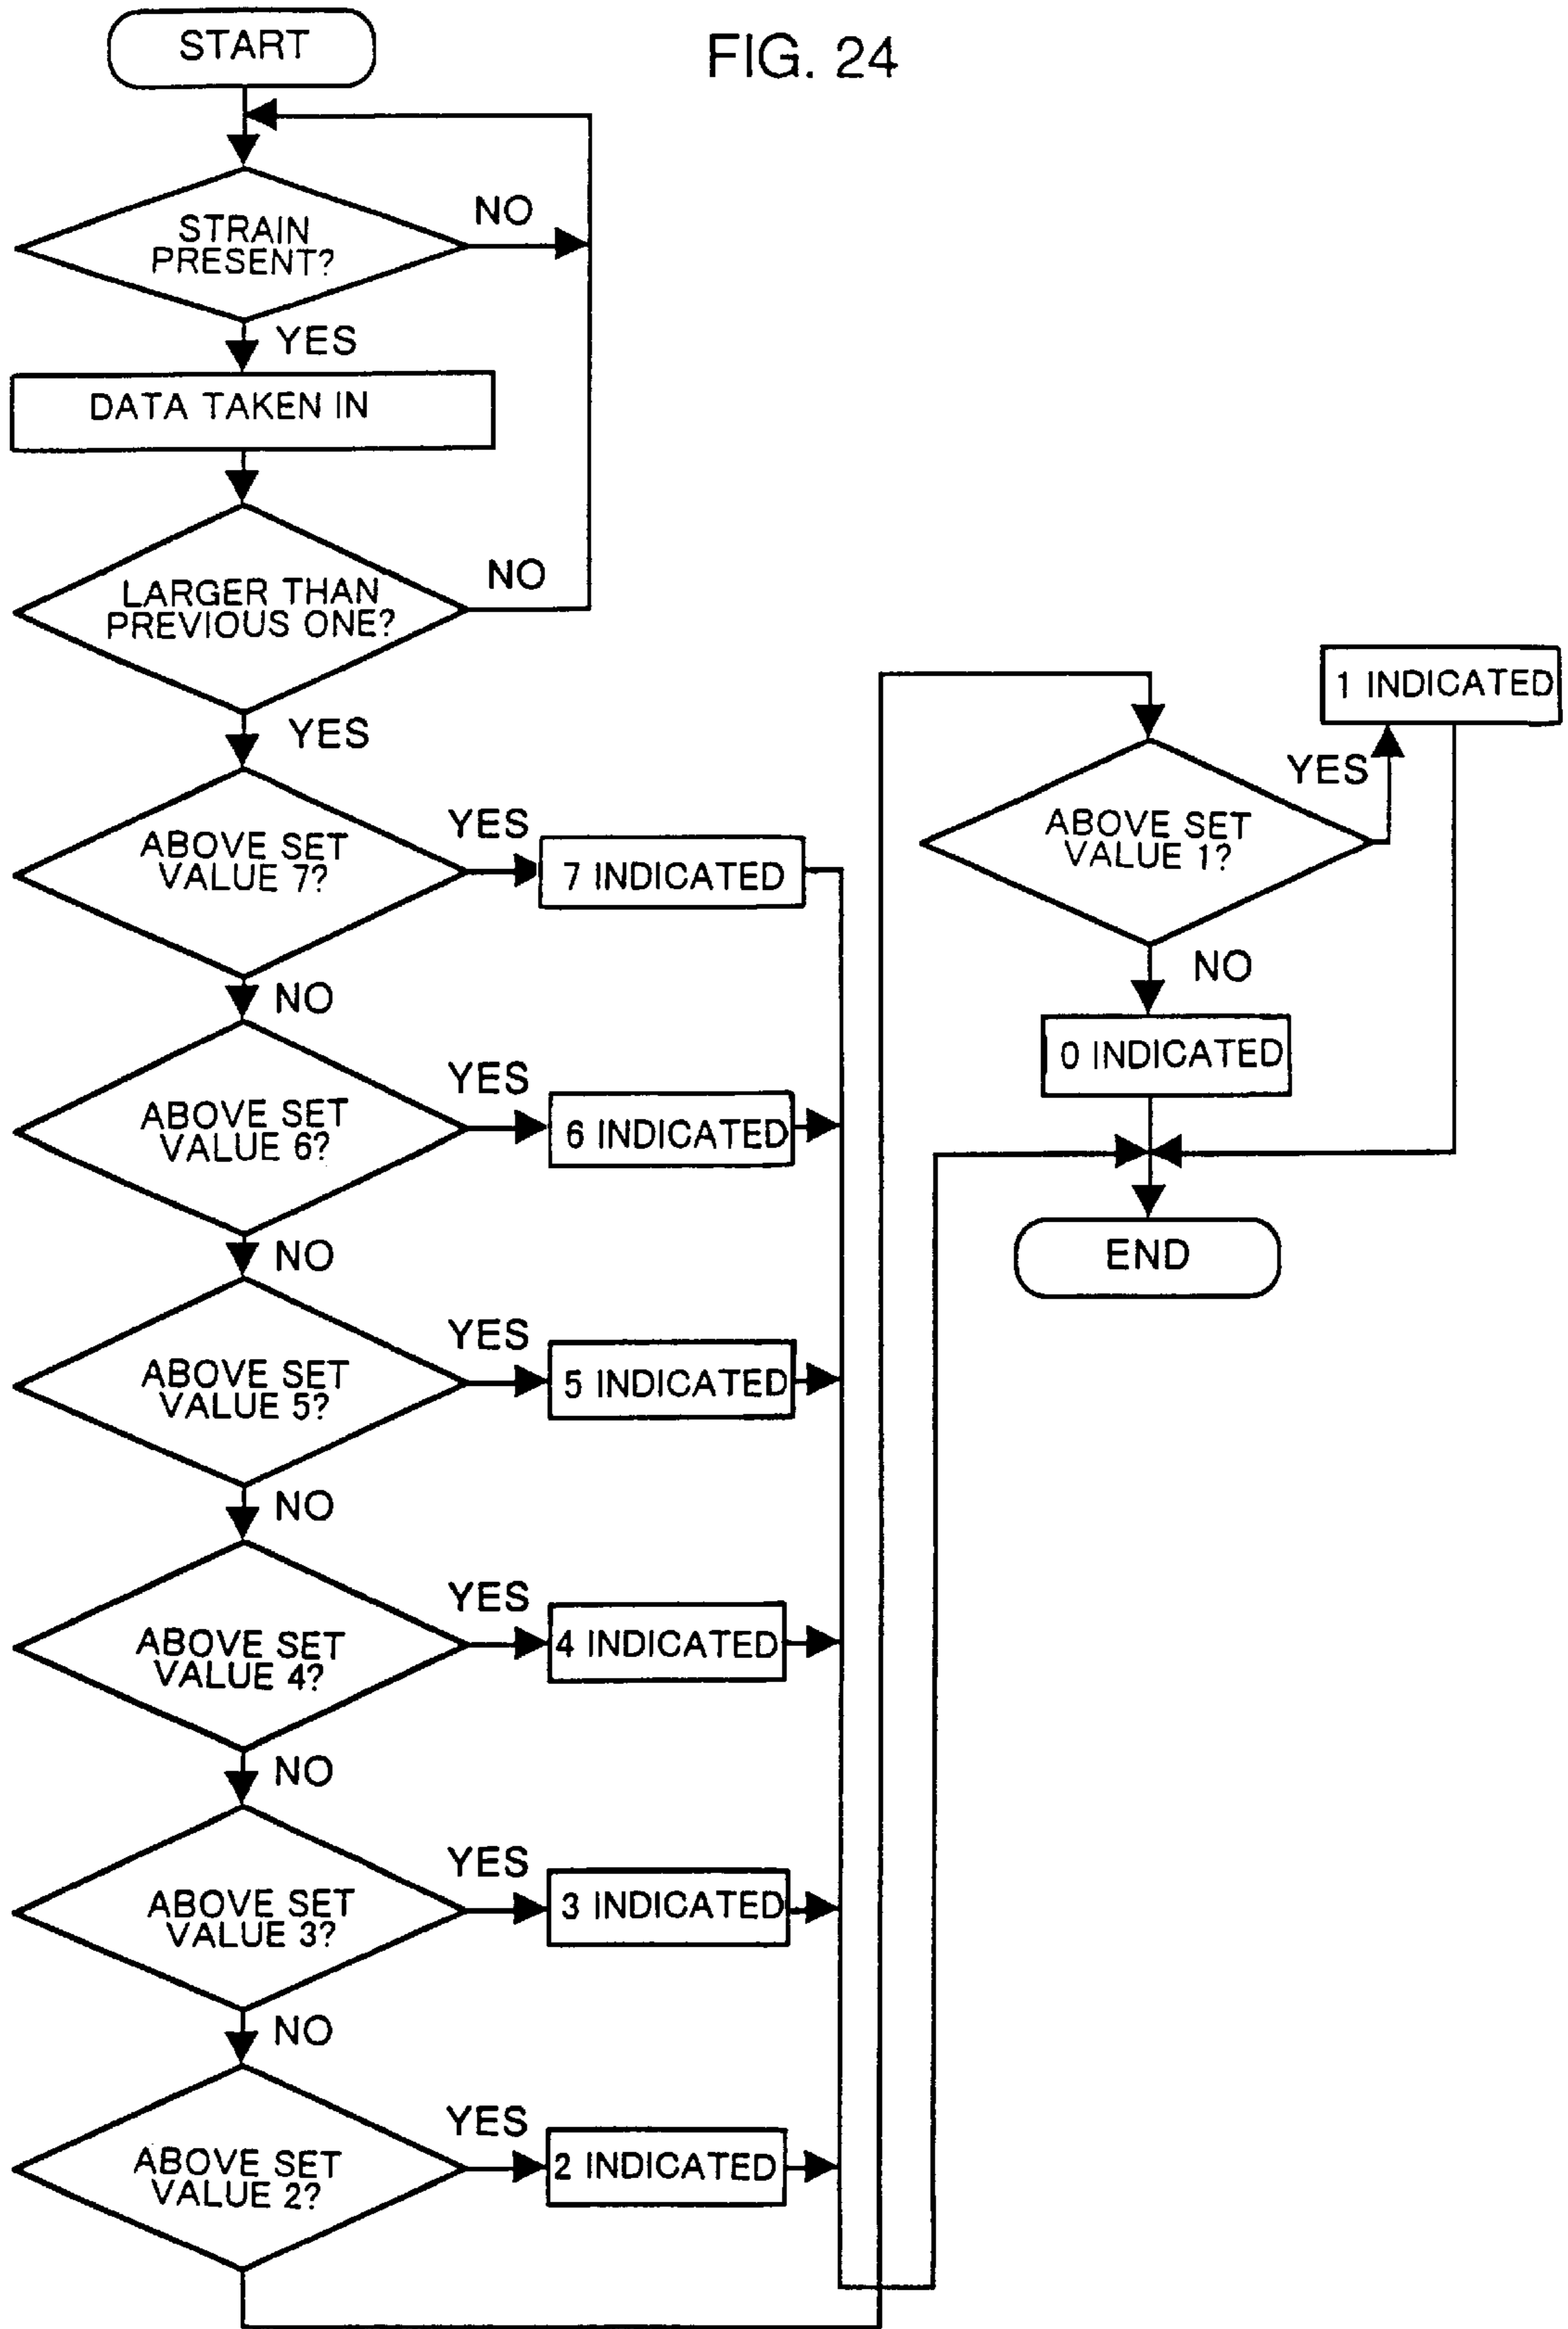 START
FIG. 24
STRAIN
PRESENT?
NO
YES
DATA TAKEN IN
LARGER THAN
PREVIOUS ONE?
NO
YES
ABOVE SET
VALUE 7?
YES
7 INDICATED
NO
ABOVE SET
VALUE 6?
YES
6 INDICATED
NO
ABOVE SET
VALUE 5?
YES
5 INDICATED
NO
ABOVE SET
VALUE 4?
YES
4 INDICATED
NO
ABOVE SET
VALUE 3?
YES
3 INDICATED
NO
ABOVE SET
VALUE 2?
YES
2 INDICATED
ABOVE SET
VALUE 1?
YES
1 INDICATED
NO
0 INDICATED
END